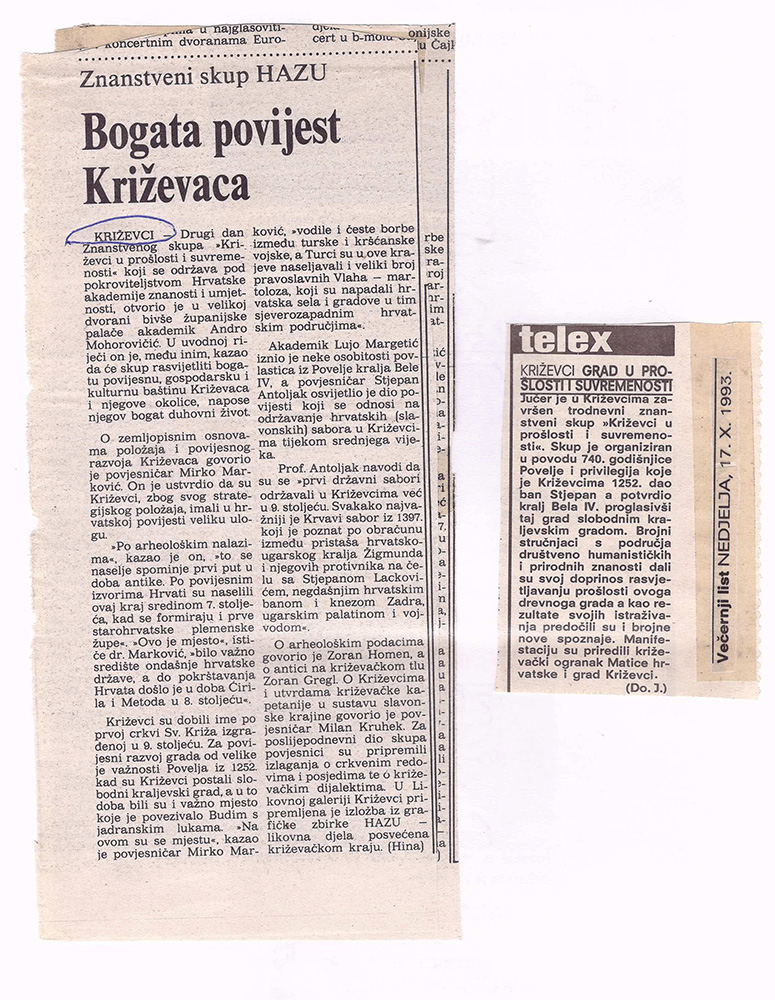 u najglasoviti-
koncertnim dvoranama Euro-
cert u b-molu
onijske
Znanstveni skup HAZU
Bogata povijest
Križevaca
KRIŽEVCI – Drugi dan
Znanstvenog skupa »Kri-
ževci u prošlosti i suvreme-
nosti« koji se održava pod
pokroviteljstvom Hrvatske
akademije znanosti i umjet-
nosti, otvorio je u velikoj
dvorani bivše županijske
palače akademik Andro
Mohorovičić. U uvodnoj ri-
ječi on je, među inim, kazao
da će skup rasvijetliti boga-
tu povijesnu, gospodarsku i
kulturnu baštinu Križevaca
i njegove okolice, napose
njegov bogat duhovni život.
O zemljopisnim osnova-
ma položaja i povijesnog
razvoja Križevaca govorio
je povjesničar Mirko Mar-
ković. On je ustvrdio da su
Križevci, zbog svog strate-
gijskog položaja, imali u hr-
vatskoj povijesti veliku ulo-
gu.
»Po arheološkim nalazi-
ma«, kazao je on, »to se
naselje spominje prvi put u
doba antike. Po povijesnim
izvorima Hrvati su naselili
ovaj kraj sredinom 7. stolje-
ća, kad se formiraju i prve
starohrvatske plemenske
župe«. »Ovo je mjesto«, isti-
če dr. Marković, »bilo važno
središte ondašnje hrvatske
države, a do pokrštavanja
Hrvata došlo je u doba Ćiri-
la i Metoda u 8. stoljeću«.
Križevci su dobili ime po
prvoj crkvi Sv. Križa izgra-
đenoj u 9. stoljeću. Za povi-
jesni razvoj grada od velike
je važnosti Povelja iz 1252.
kad su Križevci postali slo-
bodni kraljevski grad, a u to
doba bili su i važno mjesto
koje je povezivalo Budim s
jadranskim lukama. »Na
ovom su se mjestu«, kazao
je povjesničar Mirko Mar-
ković, »vodile i česte borbe
između turske i kršćanske
vojske, a Turci su u ove kra-
jeve naseljavali i veliki broj
pravoslavnih Vlaha – mar-
toloza, koji su napadali hr-
vatska sela i gradove u tim
sjeverozapadnim hrvat-
skim područjima«.
Akademik Lujo Margetić
iznio je neke osobitosti pov-
lastica iz Povelje kralja Bele
IV, a povjesničar Stjepan
Antoljak osvijetlio je dio po-
vijesti koji se odnosi na
održavanje hrvatskih (sla-
vonskih) sabora u Križevci-
ma tijekom srednjega vije-
ka.
Prof. Antoljak navodi da
su se »prvi državni sabori
održavali u Križevcima već
u 9. stoljeću. Svakako najva-
žniji je Krvavi sabor iz 1397.
koji je poznat po obračunu
između pristaša hrvatsko-
ugarskog kralja Žigmunda
i njegovih protivnika na če-
lu sa Stjepanom Lackovi-
ćem, negdašnjim hrvatskim
banom i knezom Zadra,
ugarskim palatinom i voj-
vodom«.
O arheološkim podacima
govorio je Zoran Homen, a
o antici na križevačkom tlu
Zoran Gregl. O Križevcima
i utvrdama križevačke ka-
petanije u sustavu slavon-
ske krajine govorio je pov-
jesničar Milan Kruhek. Za
poslijepodnevni dio skupa
povjesnici su pripremili
izlaganja o crkvenim redo-
vima i posjedima te o križe-
vačkim dijalektima. U Li-
kovnoj galeriji Križevci pri-
premljena je izložba iz gra-
fičke zbirke HAZU –
likovna djela posvećena
križevačkom kraju. (Hina)
telex
KRIŽEVCI GRAD U PRO-
ŠLOSTI I SUVREMENOSTI
Jučer je u Križevcima za-
vršen trodnevni znan-
stveni skup »Križevci u
prošlosti i suvremeno-
sti«. Skup je organiziran
u povodu 740. godišnjice
Povelje i privilegija koje
je Križevcima 1252. dao
ban Stjepan a potvrdio
kralj Bela IV. proglasivši
taj grad slobodnim kra-
ljevskim gradom. Brojni
stručnjaci s područja
društveno humanističkih
i prirodnih znanosti dali
su svoj doprinos rasvje-
tljavanju prošlosti ovoga
drevnoga grada a kao re-
zultate svojih istraživa-
nja predočili su i brojne
nove spoznaje. Manife-
staciju su priredili križe-
vački ogranak Matice hr-
vatske i grad Križevci.
(Do. J.)
Večernji list NEDJELJA, 17. X. 1993.